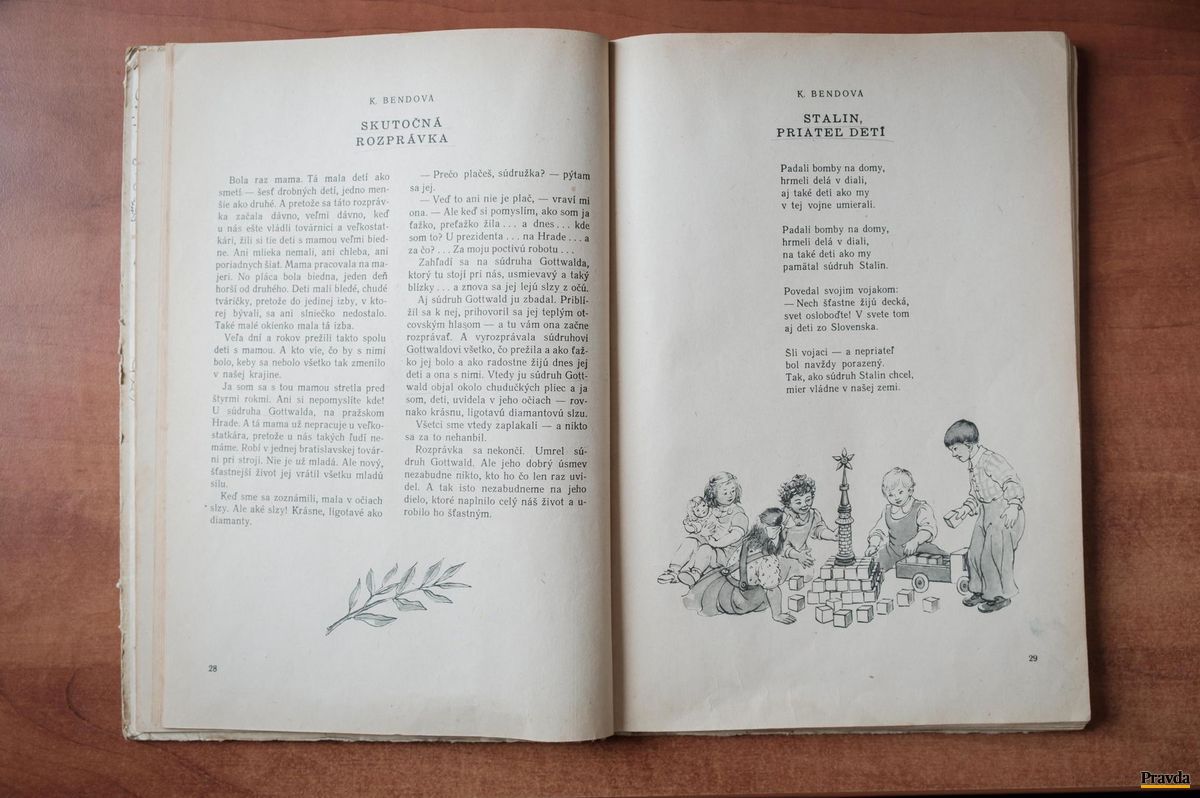 K. BENDOVA
SKUTOČNÁ
ROZPRÁVKA
Bola raz mama. Tá mala detí ako
smetí — šesť drobných detí, jedno men-
šie ako druhé. A pretože sa táto rozpráv-
ka začala dávno, veľmi dávno, keď
u nás ešte vládli továrnici a veľkostat-
kári, žili si tie deti s mamou veľmi bied-
ne. Ani mlieka nemali, ani chleba, ani
poriadnych šiat. Mama pracovala na ma-
jeri. No pláca bola biedna, jeden deň
horší od druhého. Deti mali bledé, chudé
tváričky, pretože do jedinej izby, v kto-
rej bývali, sa ani slniečko nedostalo.
Také malé okienko mala tá izba.
Veľa dní a rokov prežili takto spolu
deti s mamou. A kto vie, čo by s nimi
bolo, keby sa nebolo všetko tak zmenilo
v našej krajine.
Ja som sa s tou mamou stretla pred
štyrmi rokmi. Ani si nepomyslíte kde!
U súdruha Gottwalda, na pražskom
Hrade. A tá mama už nepracuje u veľko-
statkára, pretože u nás takých ľudí ne-
máme. Robí v jednej bratislavskej továr-
ni pri stroji. Nie je už mladá. Ale nový,
šťastnejší život jej vrátil všetku mladú
silu.
Keď sme sa zoznámili, mala v očiach
slzy. Ale aké slzy! Krásne, ligotavé ako
diamanty.
— Prečo plačeš, súdružka? — pýtam
sa jej.
— Veď to ani nie je plač, — vraví mi
ona. — Ale keď si pomyslím, ako som ja
ťažko, preťažko žila . . . a dnes . . . kde
som to? U prezidenta . . . na Hrade . . . a
za čo? . . . Za moju poctivú robotu . . .
Zahľadí sa na súdruha Gottwalda,
ktorý tu stojí pri nás, usmievavý a taký
blízky . . . a znova sa jej lejú slzy z očú.
Aj súdruh Gottwald ju zbadal. Priblí-
žil sa k nej, prihovoril sa jej teplým ot-
covským hlasom — a tu vám ona začne
rozprávať. A vyrozprávala súdruhovi
Gottwaldovi všetko, čo prežila a ako ťaž-
ko jej bolo a ako radostne žijú dnes jej
deti a ona s nimi. Vtedy ju súdruh Gott-
wald objal okolo chudučkých pliec a ja
som, deti, uvidela v jeho očiach — rov-
nako krásnu, ligotavú diamantovú slzu.
Všetci sme vtedy zaplakali — a nikto
sa za to nehanbil.
Rozprávka sa nekončí. Umrel sú-
druh Gottwald. Ale jeho dobrý úsmev
nezabudne nikto, kto ho čo len raz uvi-
del. A tak isto nezabudneme na jeho
dielo, ktoré naplnilo celý náš život a u-
robilo ho šťastným.
28
K. BENDOVA
STALIN,
PRIATEĽ DETÍ
Padali bomby na domy,
hrmeli delá v diali,
aj také deti ako my
v tej vojne umierali.
Padali bomby na domy,
hrmeli delá v diali,
na také deti ako my
pamätal súdruh Stalin.
Povedal svojim vojakom:
— Nech šťastne žijú decká,
svet osloboďte! V svete tom
aj deti zo Slovenska.
Šli vojaci — a nepriateľ
bol navždy porazený.
Tak, ako súdruh Stalin chcel,
mier vládne v našej zemi.
29
Pravda